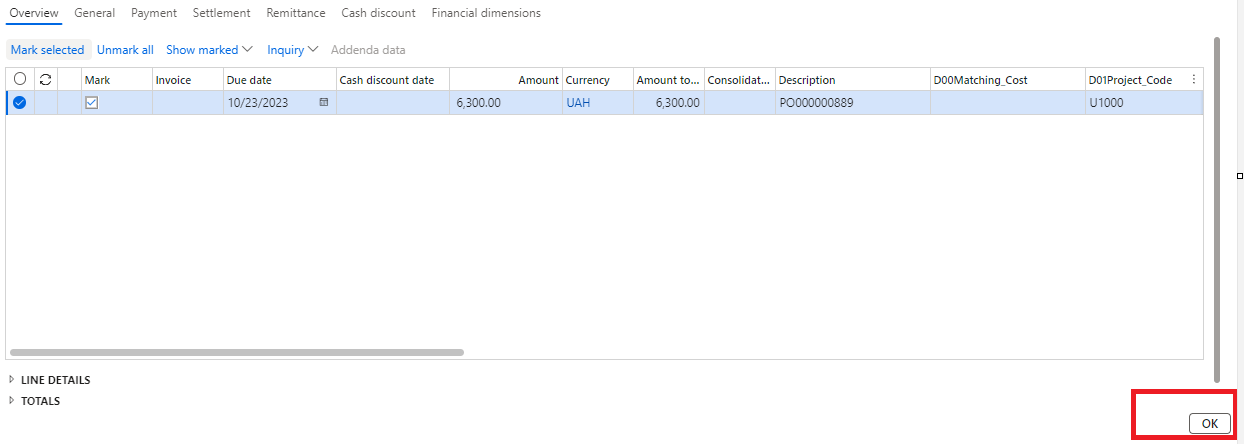 Overview General Payment Settlement Remittance Cash discount Financial dimensions
Mark selected Unmark all Show marked Inquiry Addenda data
Mark Invoice Due date Cash discount date Amount Currency Amount to... Consolidat... Description D00Matching_Cost D01Project_Code
10/23/2023 6,300.00 UAH 6,300.00 PO000000889 U1000
LINE DETAILS
TOTALS
OK